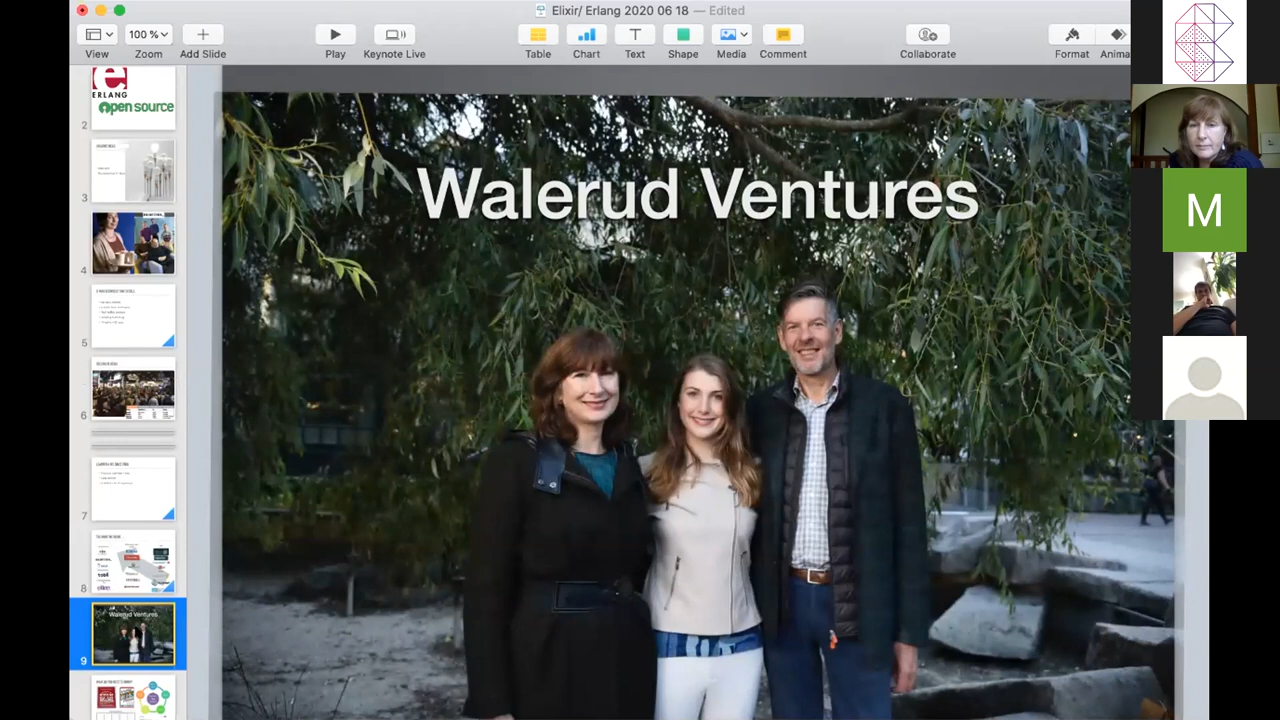 Elixir/ Erlang 2020 06 18 — Edited
100 %
View
Zoom
Add Slide
Play
Keynote Live
Table
Chart
Text
Shape
Media
Comment
Collaborate
Format
Anima
ERLANG
open source
2
3
4
5
6
7
8
9
Walerud Ventures
Walerud Ventures
M